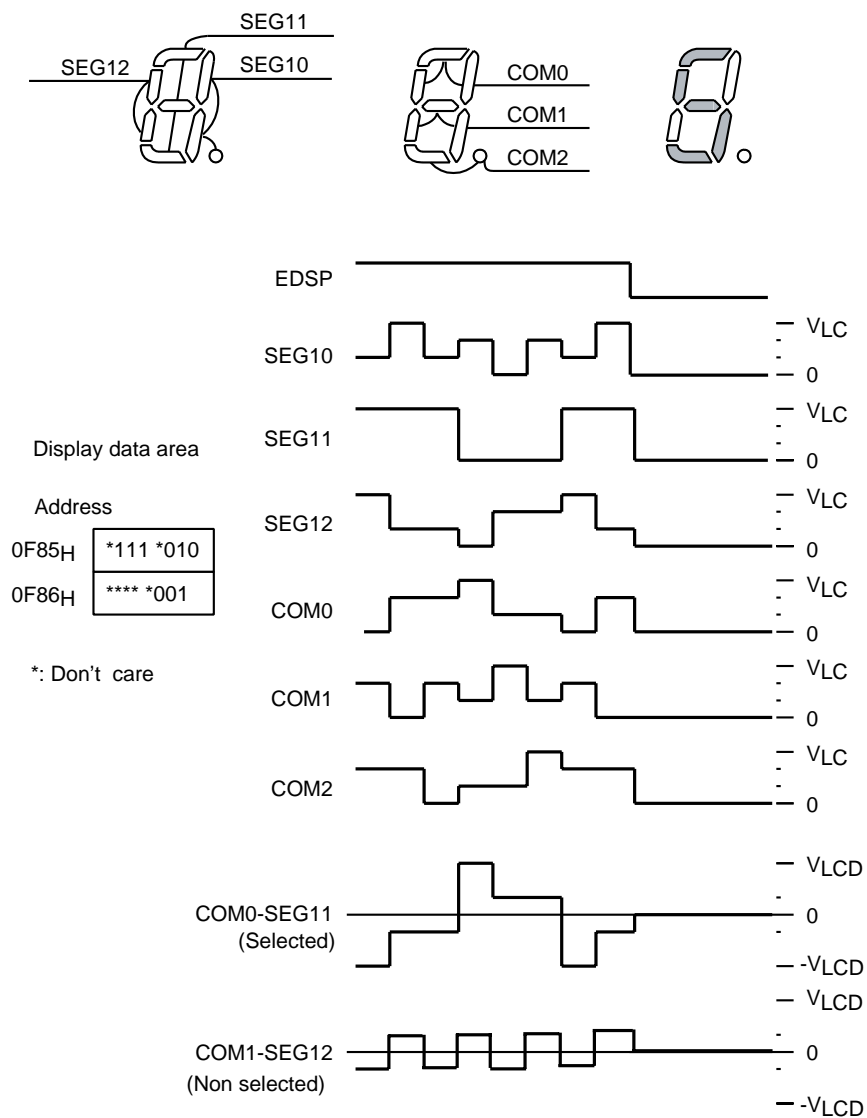 SEG11
SEG12
SEG10
COM0
COM1
COM2
EDSP
SEG10
VLC
0
SEG11
VLC
0
Display data area
SEG12
VLC
0
Address
0F85H
*111 *010
0F86H
**** *001
COM0
VLC
0
*: Don't care
COM1
VLC
0
COM2
VLC
0
COM0-SEG11
(Selected)
VLCD
0
-VLCD
COM1-SEG12
(Non selected)
VLCD
0
-VLCD